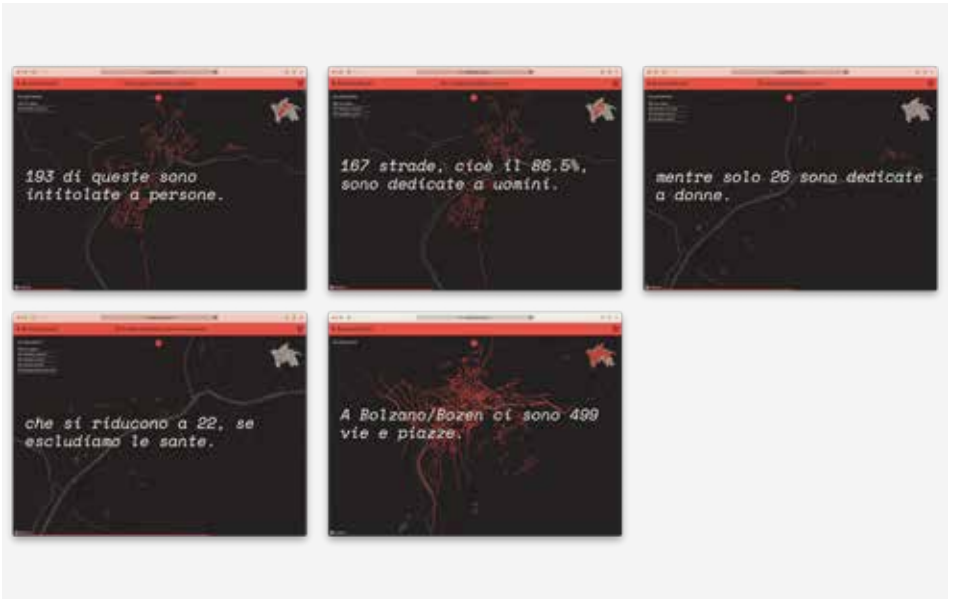 193 di queste sono
intitolate a persone.
167 strade, cioè il 86.5%,
sono dedicate a uomini.
mentre solo 26 sono dedicate
a donne.
che si riducono a 22, se
escludiamo le sante.
A Bolzano/Bozen ci sono 499
vie e piazze.